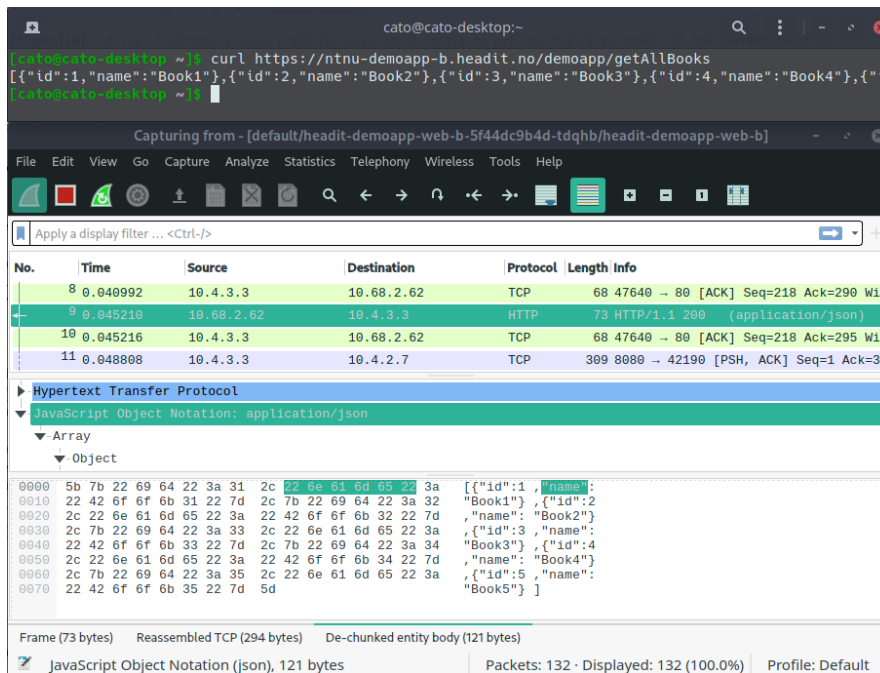 cato@cato-desktop:~
[cato@cato-desktop ~]$ curl https://ntnu-demoapp-b.headit.no/demoapp/getAllBooks
[{"id":1,"name":"Book1"},{"id":2,"name":"Book2"},{"id":3,"name":"Book3"},{"id":4,"name":"Book4"},{"
[cato@cato-desktop ~]$
Capturing from - [default/headit-demoapp-web-b-5f44dc9b4d-tdqhb/headit-demoapp-web-b]
File Edit View Go Capture Analyze Statistics Telephony Wireless Tools Help
Apply a display filter … <Ctrl-/>
No. Time Source Destination Protocol Length Info
8 0.040992 10.4.3.3 10.68.2.62 TCP 68 47640 → 80 [ACK] Seq=218 Ack=290 Wi
9 0.045210 10.68.2.62 10.4.3.3 HTTP 73 HTTP/1.1 200 (application/json)
10 0.045216 10.4.3.3 10.68.2.62 TCP 68 47640 → 80 [ACK] Seq=218 Ack=295 Wi
11 0.048808 10.4.3.3 10.4.2.7 TCP 309 8080 → 42190 [PSH, ACK] Seq=1 Ack=3
Hypertext Transfer Protocol
JavaScript Object Notation: application/json
Array
Object
0000 5b 7b 22 69 64 22 3a 31 2c 22 6e 61 6d 65 22 3a [{"id":1 ,"name":
0010 22 42 6f 6f 6b 31 22 7d 2c 7b 22 69 64 22 3a 32 "Book1"} ,{"id":2
0020 2c 22 6e 61 6d 65 22 3a 22 42 6f 6f 6b 32 22 7d ,"name": "Book2"}
0030 2c 7b 22 69 64 22 3a 33 2c 22 6e 61 6d 65 22 3a ,{"id":3 ,"name":
0040 22 42 6f 6f 6b 33 22 7d 2c 7b 22 69 64 22 3a 34 "Book3"} ,{"id":4
0050 2c 22 6e 61 6d 65 22 3a 22 42 6f 6f 6b 34 22 7d ,"name": "Book4"}
0060 2c 7b 22 69 64 22 3a 35 2c 22 6e 61 6d 65 22 3a ,{"id":5 ,"name":
0070 22 42 6f 6f 6b 35 22 7d 5d "Book5"} ]
Frame (73 bytes) Reassembled TCP (294 bytes) De-chunked entity body (121 bytes)
JavaScript Object Notation (json), 121 bytes Packets: 132 · Displayed: 132 (100.0%) Profile: Default